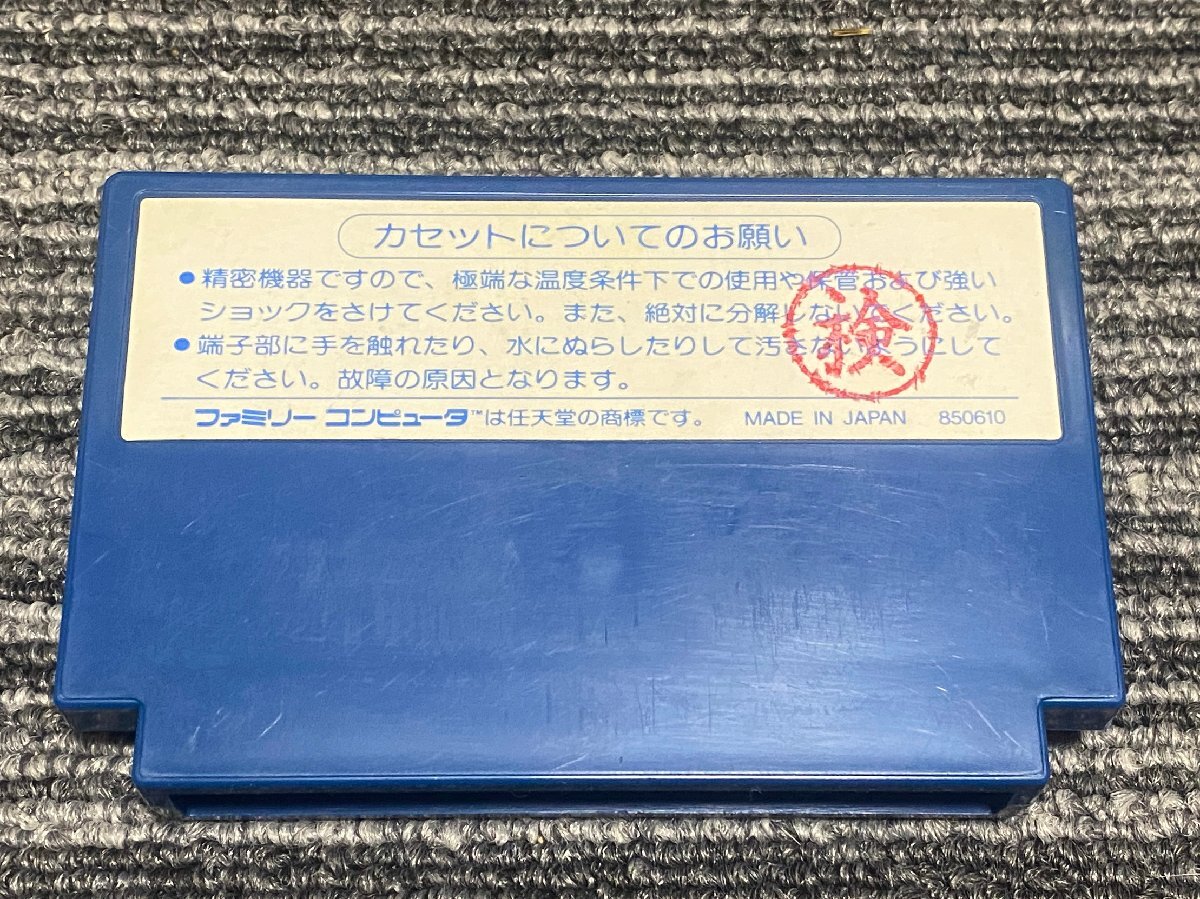 カセットについてのお願い
●精密機器ですので、極端な温度条件下での使用や保管および強い
ショックをさけてください。また、絶対に分解しないでください。
●端子部に手を触れたり、水にぬらしたりして汚さないようにして
ください。故障の原因となります。
ファミリー コンピュータ™は任天堂の商標です。 MADE IN JAPAN 850610
検